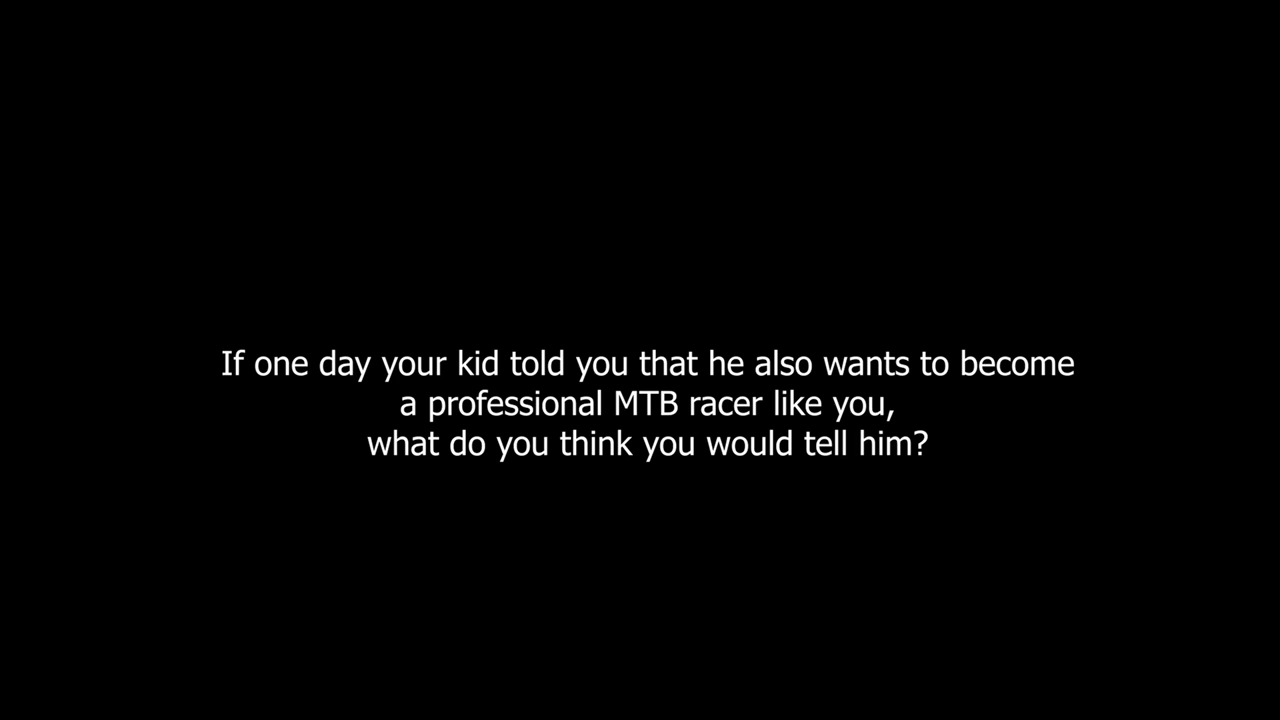 If one day your kid told you that he also wants to become
a professional MTB racer like you,
what do you think you would tell him?